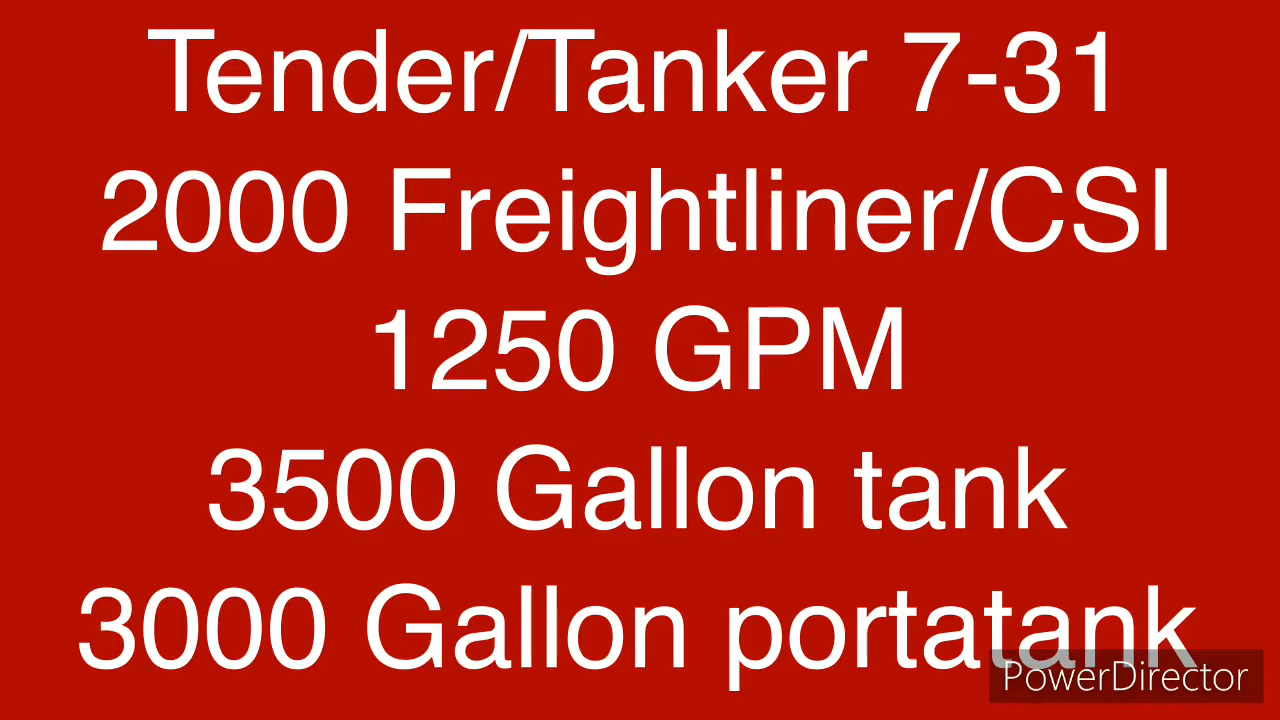 Tender/Tanker 7-31
2000 Freightliner/CSI
1250 GPM
3500 Gallon tank
3000 Gallon portatank
PowerDirector